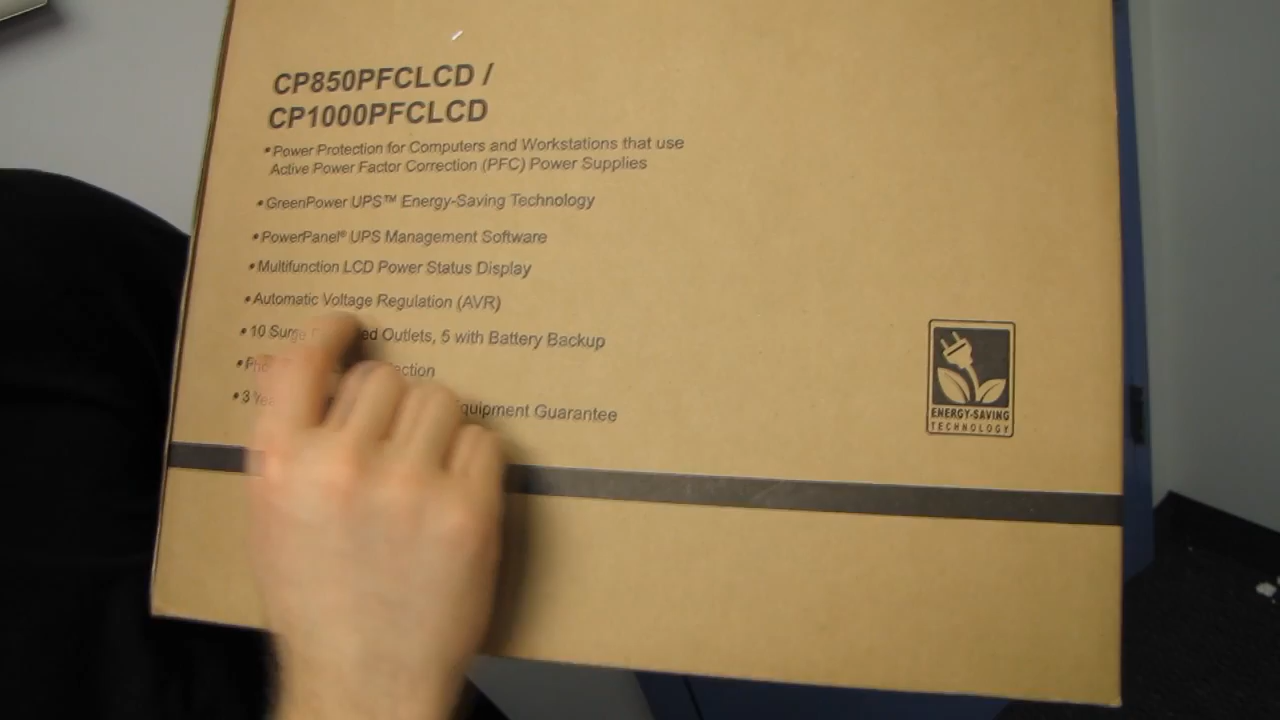 CP850PFCLCD /
CP1000PFCLCD
•Power Protection for Computers and Workstations that use
Active Power Factor Correction (PFC) Power Supplies
•GreenPower UPS™ Energy-Saving Technology
•PowerPanel® UPS Management Software
•Multifunction LCD Power Status Display
•Automatic Voltage Regulation (AVR)
•10 Surge Outlets, 5 with Battery Backup
•3 Equipment Guarantee
ENERGY-SAVING
TECHNOLOGY